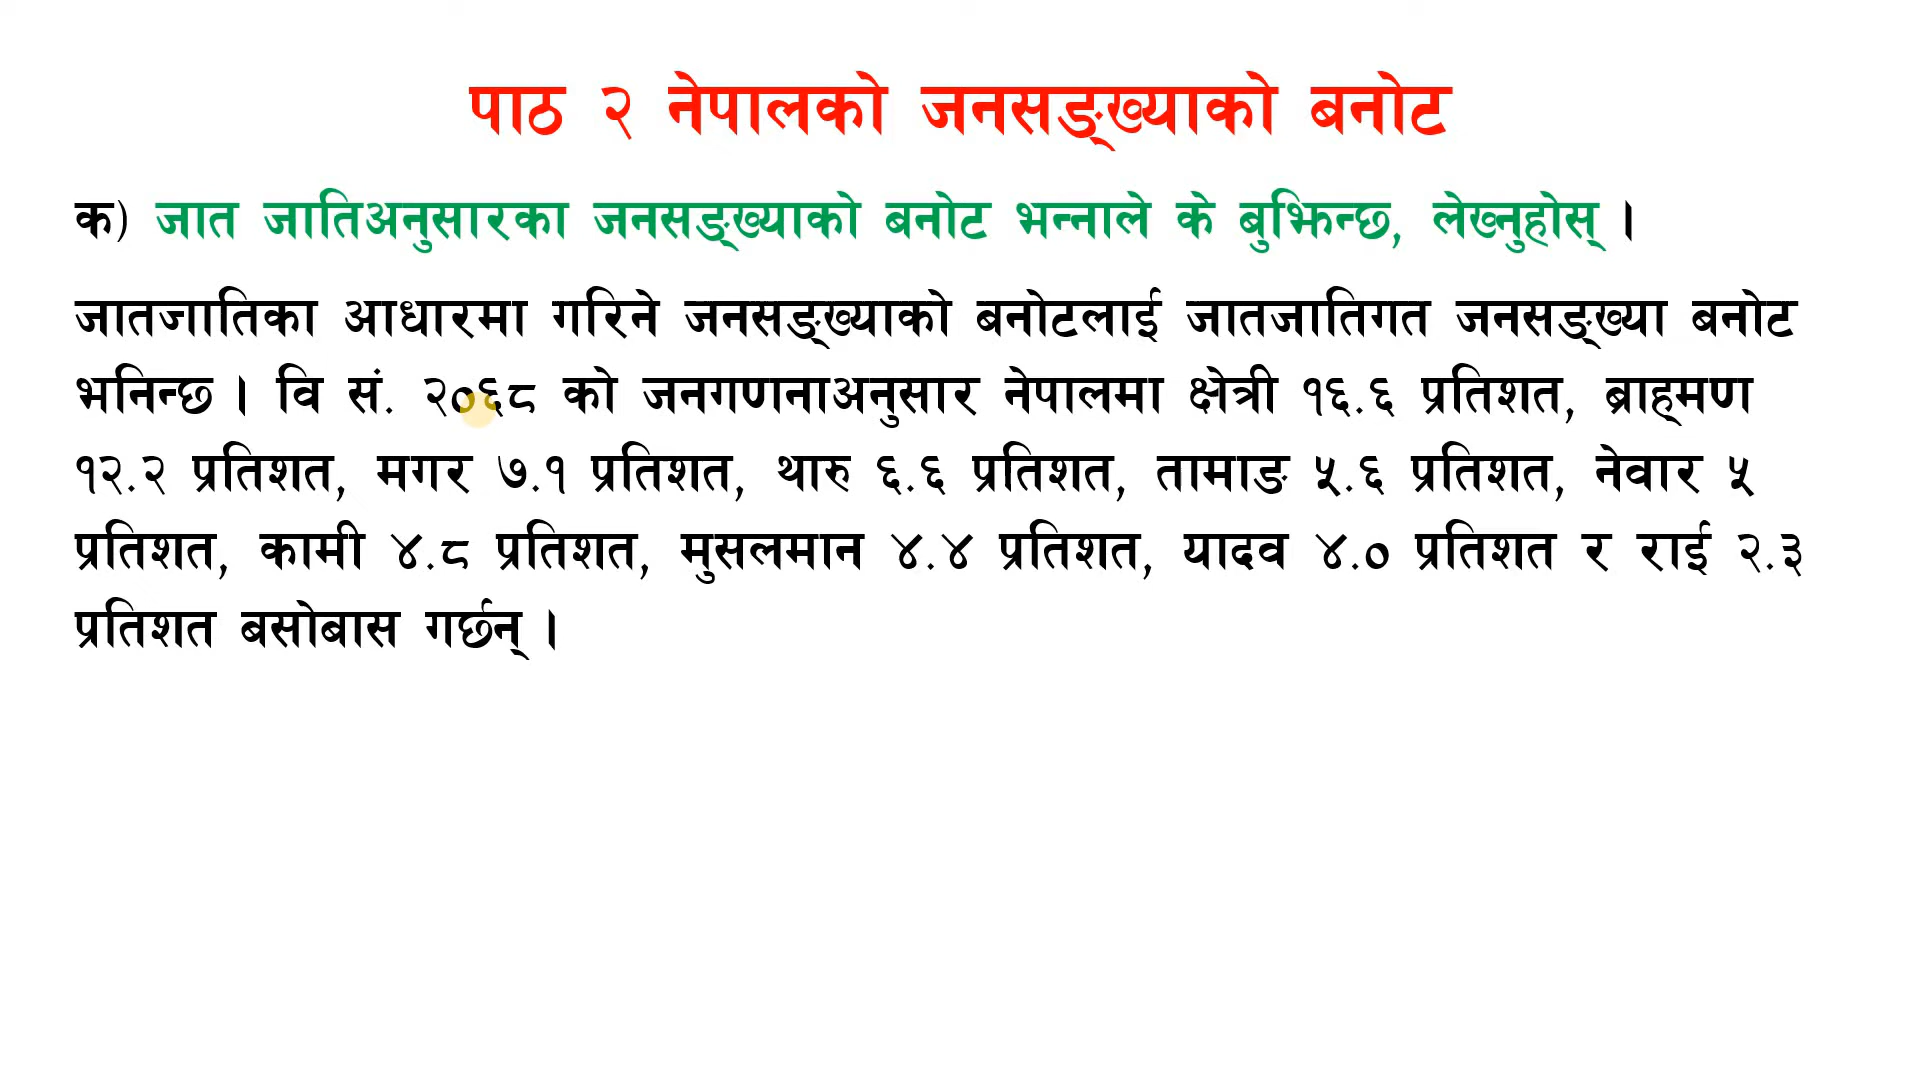 पाठ २ नेपालको जनसङ्ख्याको बनोट
क) जात जातिअनुसारका जनसङ्ख्याको बनोट भन्नाले के बुझिन्छ, लेख्नुहोस् ।
जातजातिका आधारमा गरिने जनसङ्ख्याको बनोटलाई जातजातिगत जनसङ्ख्या बनोट
भनिन्छ । वि सं. २०६८ को जनगणनाअनुसार नेपालमा क्षेत्री १६.६ प्रतिशत, ब्राह्मण
१२.२ प्रतिशत, मगर ७.१ प्रतिशत, थारु ६.६ प्रतिशत, तामाङ ५.६ प्रतिशत, नेवार ५
प्रतिशत, कामी ४.८ प्रतिशत, मुसलमान ४.४ प्रतिशत, यादव ४.० प्रतिशत र राई २.३
प्रतिशत बसोबास गर्छन् ।